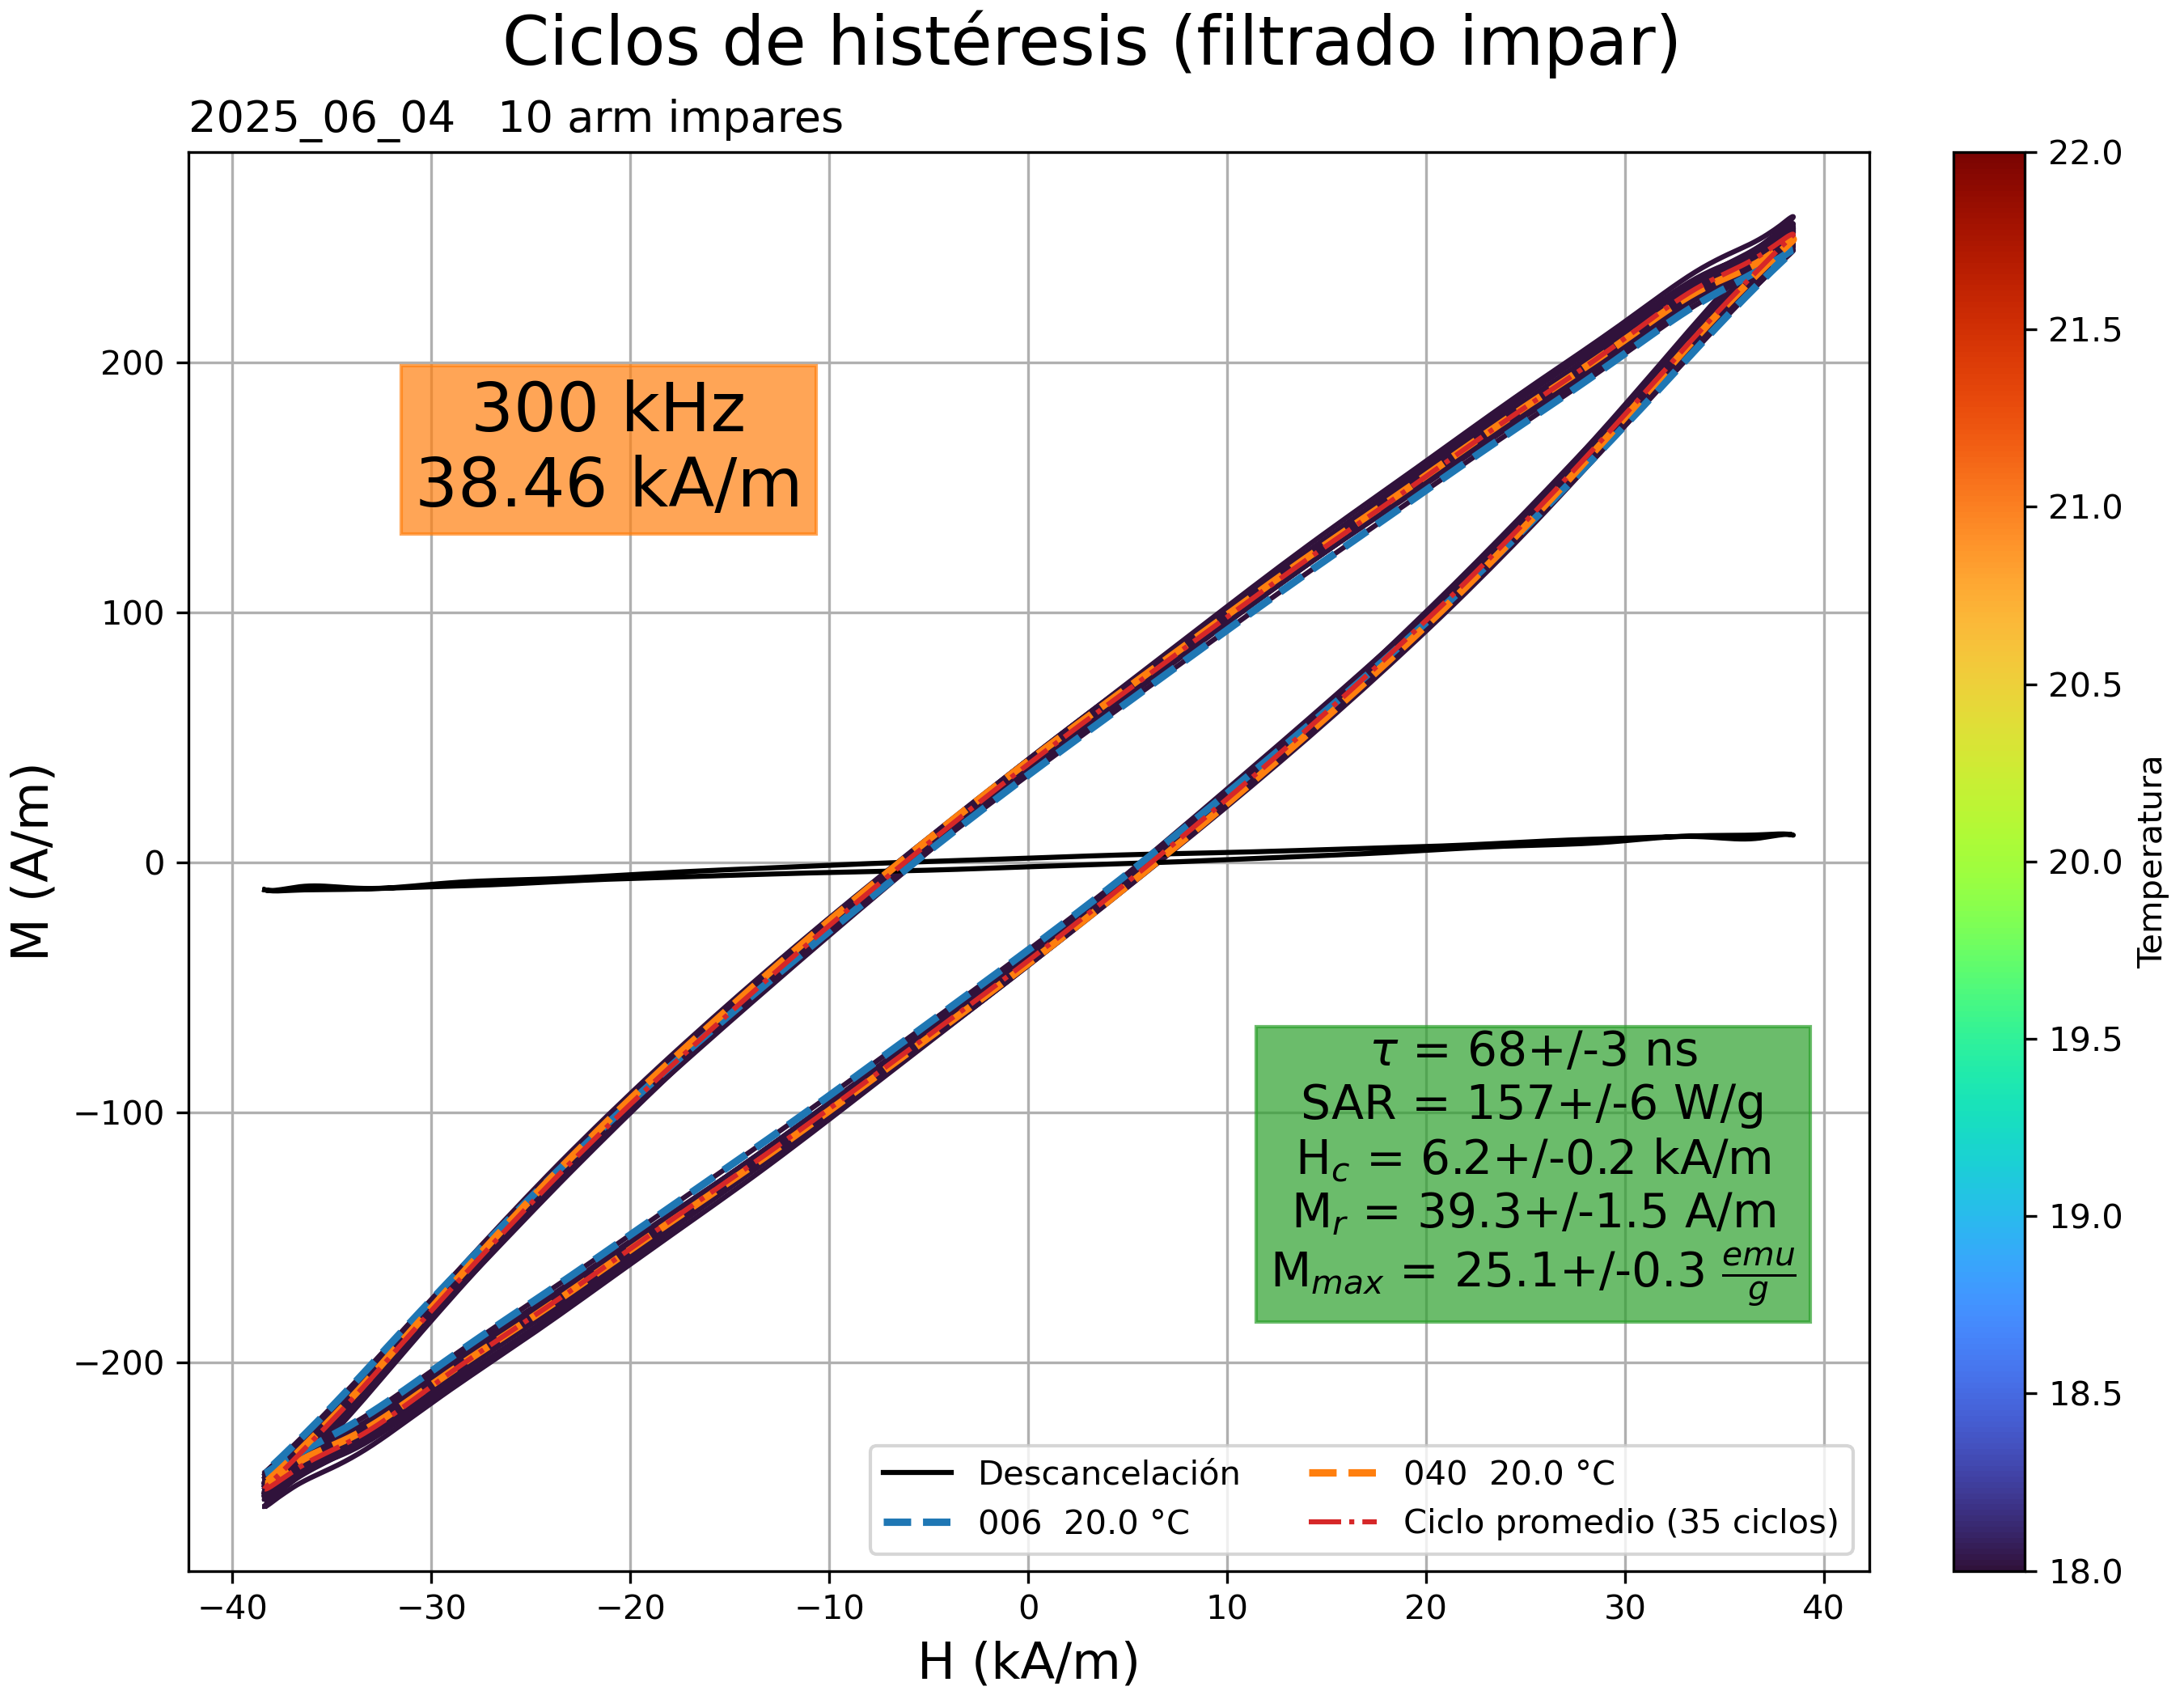 Ciclos de histéresis (filtrado impar)
2025_06_04   10 arm impares
300 kHz
38.46 kA/m
τ = 68+/-3 ns
SAR = 157+/-6 W/g
H_c = 6.2+/-0.2 kA/m
M_r = 39.3+/-1.5 A/m
M_max = 25.1+/-0.3 emu/g
Descancelación
006  20.0 °C
040  20.0 °C
Ciclo promedio (35 ciclos)
M (A/m)
200
100
0
−100
−200
−40
−30
−20
−10
0
10
20
30
40
H (kA/m)
22.0
21.5
21.0
20.5
20.0
19.5
19.0
18.5
18.0
Temperatura